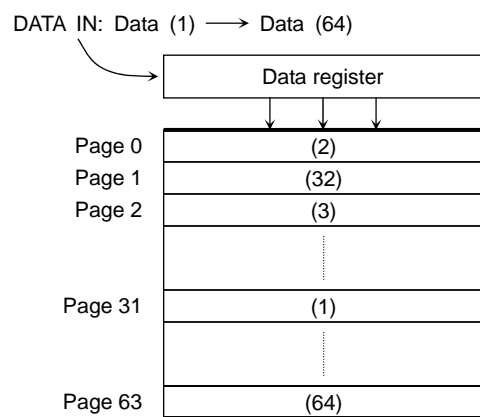 DATA IN: Data (1) ⟶ Data (64)
Data register
Page 0 (2)
Page 1 (32)
Page 2 (3)
Page 31 (1)
Page 63 (64)